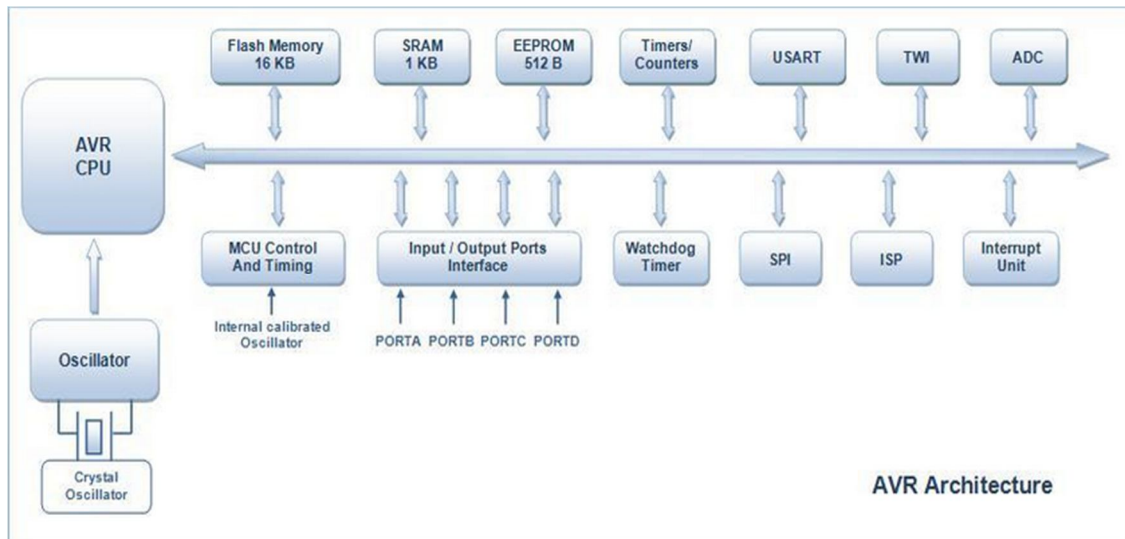 Flash Memory
16 KB
SRAM
1 KB
EEPROM
512 B
Timers/
Counters
USART
TWI
ADC
AVR
CPU
MCU Control
And Timing
Input / Output Ports
Interface
Watchdog
Timer
SPI
ISP
Interrupt
Unit
Internal calibrated
Oscillator
PORTA
PORTB
PORTC
PORTD
Oscillator
Crystal
Oscillator
AVR Architecture